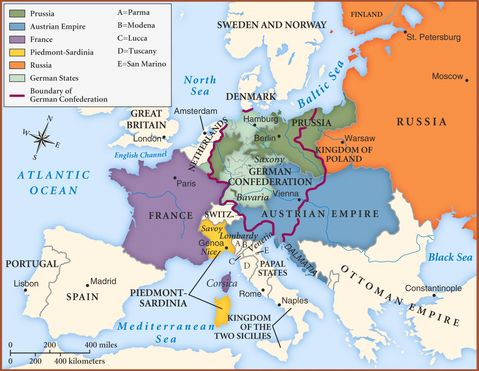 Prussia
Austrian Empire
France
Piedmont-Sardinia
Russia
German States
Boundary of
German Confederation
A=Parma
B=Modena
C=Lucca
D=Tuscany
E=San Marino
SWEDEN AND NORWAY
FINLAND
St. Petersburg
Moscow
RUSSIA
North
Sea
Baltic Sea
DENMARK
GREAT
BRITAIN
Amsterdam
London
NETHERLANDS
Hamburg
Berlin
PRUSSIA
Warsaw
KINGDOM OF
POLAND
English Channel
Saxony
GERMAN
CONFEDERATION
Bavaria
Vienna
ATLANTIC
OCEAN
Paris
FRANCE
SWITZ.
AUSTRIAN EMPIRE
Savoy
Lombardy
Venetia
Genoa
Nice
A
B
C
D
E
DALMATIA
PAPAL
STATES
Black Sea
PORTUGAL
Lisbon
Madrid
SPAIN
PIEDMONT-
SARDINIA
Corsica
Rome
Naples
KINGDOM
OF THE
TWO SICILIES
OTTOMAN EMPIRE
Constantinople
Mediterranean
Sea
N
S
E
W
0 200 400 miles
0 200 400 kilometers